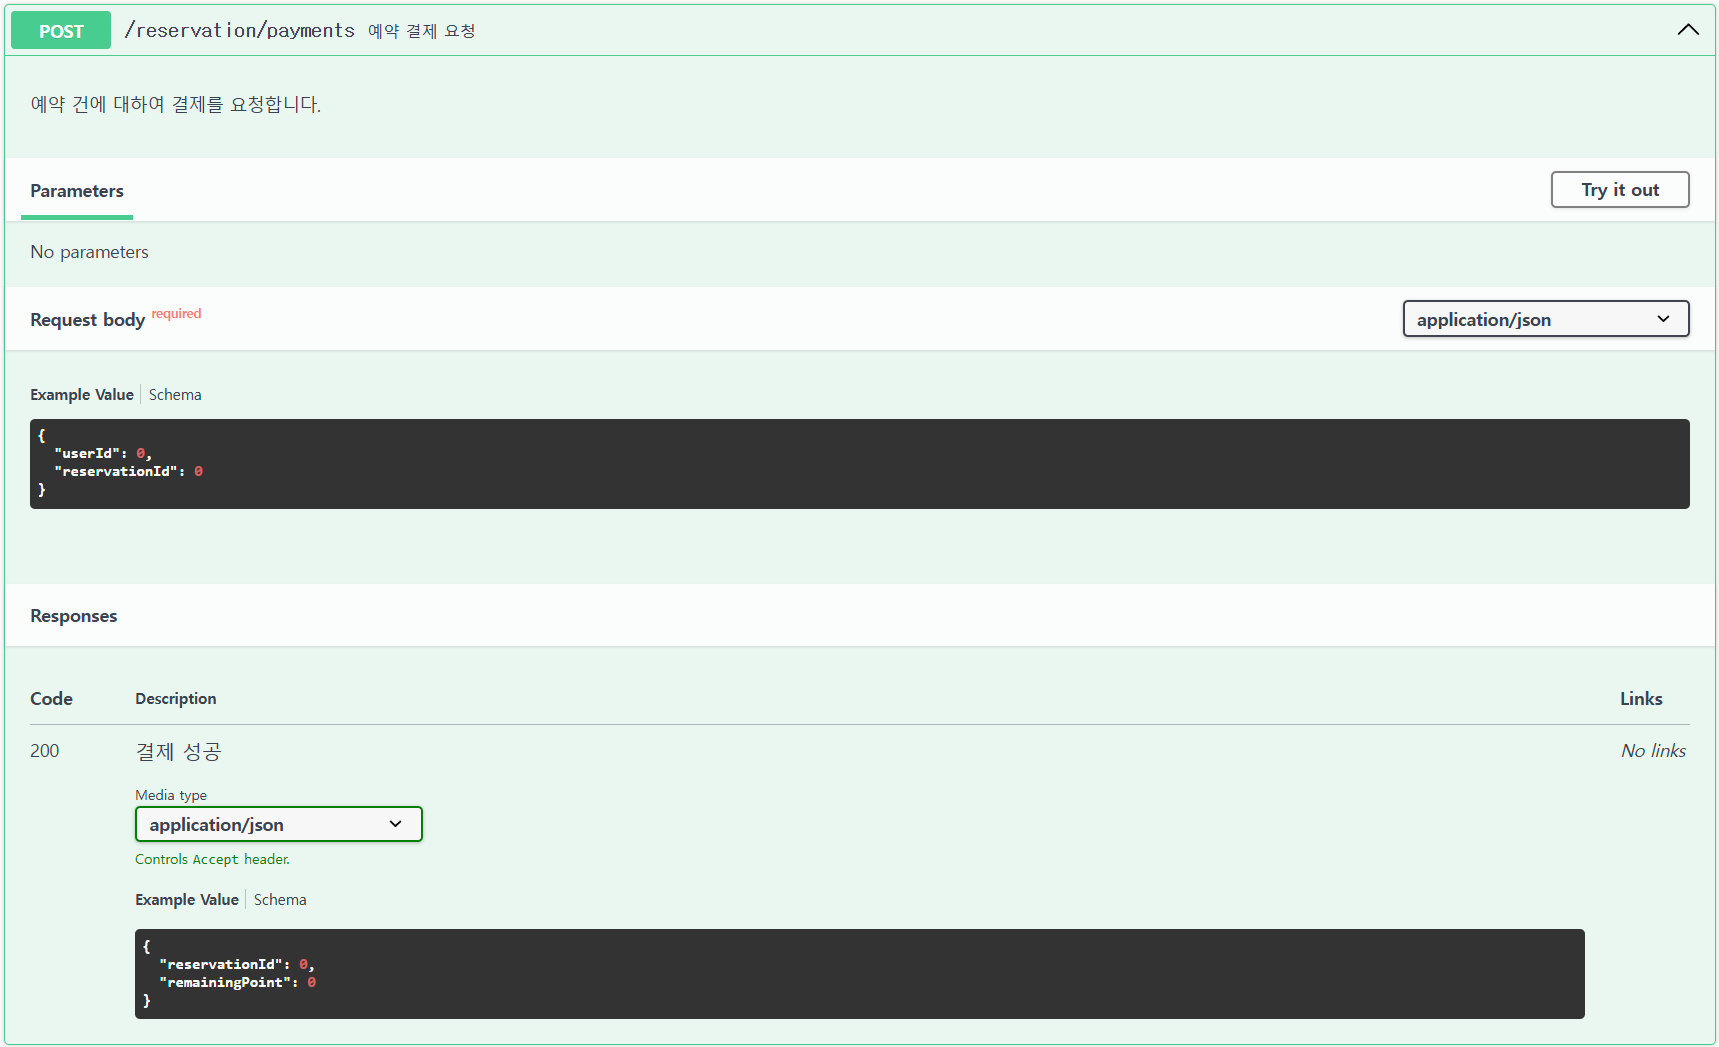 POST /reservation/payments 예약 결제 요청
예약 건에 대하여 결제를 요청합니다.
Parameters
Try it out
No parameters
Request body required
application/json
Example Value Schema
{
"userId": 0,
"reservationId": 0
}
Responses
Code Description Links
200 결제 성공 No links
Media type
application/json
Controls Accept header.
Example Value Schema
{
"reservationId": 0,
"remainingPoint": 0
}